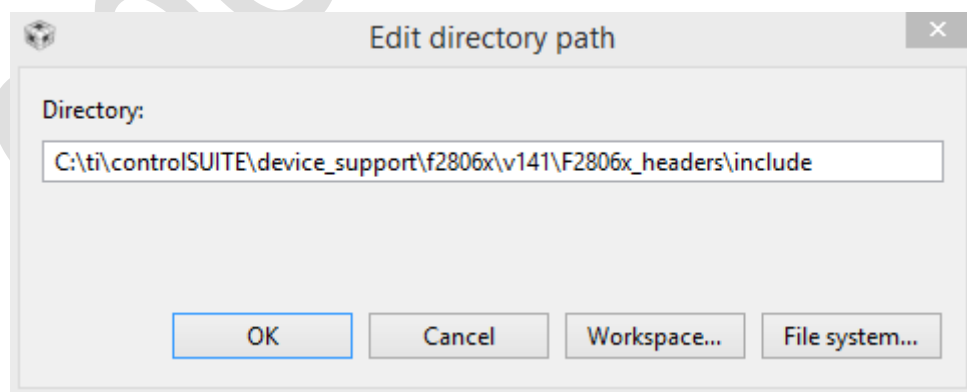 Edit directory path
Directory:
C:\ti\controlSUITE\device_support\f2806x\v141\F2806x_headers\include
OK Cancel Workspace... File system...